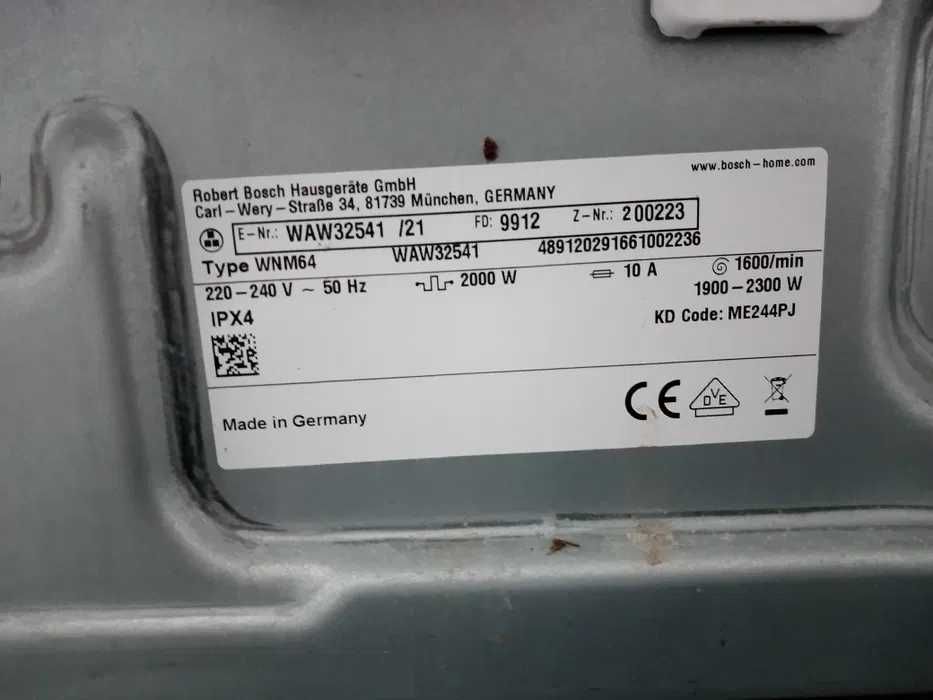 www.bosch-home.com
Robert Bosch Hausgeräte GmbH
Carl-Wery-Straße 34, 81739 München, GERMANY
E-Nr.: WAW32541 /21 FD: 9912 Z-Nr.: 200223
Type WNM64 WAW32541 489120291661002236
220-240 V ~ 50 Hz 2000 W 10 A 1600/min
1900-2300 W
IPX4 KD Code: ME244PJ
CE DVE
Made in Germany